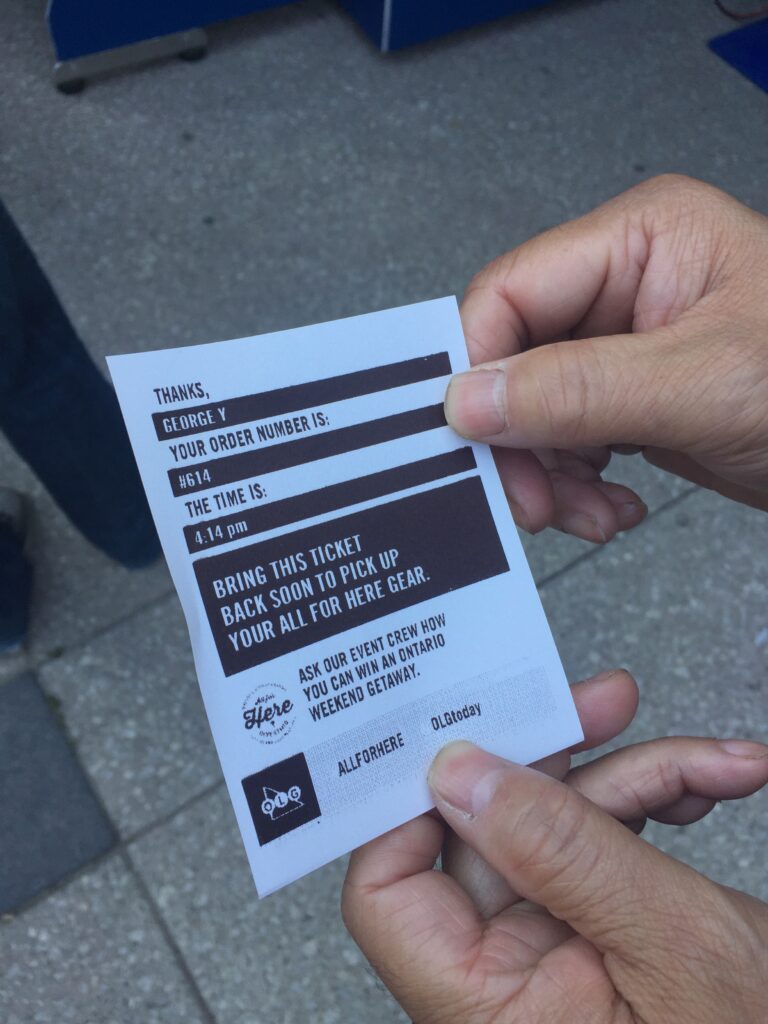 THANKS,
GEORGE Y
YOUR ORDER NUMBER IS:
#614
THE TIME IS:
4:14 pm
BRING THIS TICKET
BACK SOON TO PICK UP
YOUR ALL FOR HERE GEAR.
ASK OUR EVENT CREW HOW
YOU CAN WIN AN ONTARIO
WEEKEND GETAWAY.
All for
Here
ALLFORHERE
OLGtoday
OLG